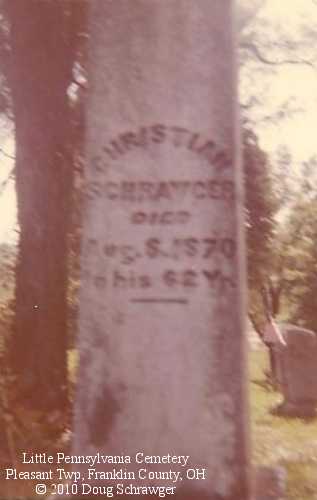 CHRISTIAN
SCHRAWGER
DIED
Aug. 8. 1870
In his 62 Yr.
Little Pennsylvania Cemetery
Pleasant Twp, Franklin County, OH
© 2010 Doug Schrawger